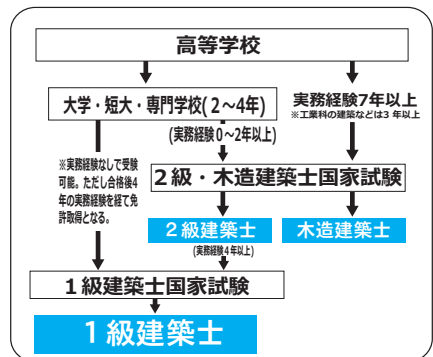 高等学校
大学・短大・専門学校(2〜4年)
実務経験7年以上
※工業科の建築などは3 年以上
(実務経験0〜2年以上)
※実務経験なしで受験
可能。ただし合格後4
年の実務経験を経て免
許取得となる。
2級・木造建築士国家試験
2級建築士
木造建築士
(実務経験4年以上)
1級建築士国家試験
1級建築士